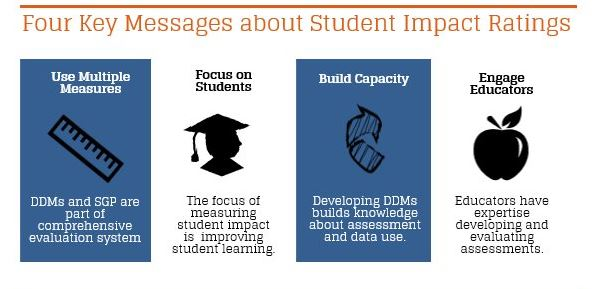 Four Key Messages about Student Impact Ratings
Use Multiple
Measures
DDMs and SGP are
part of
comprehensive
evaluation system
Focus on
Students
The focus of
measuring
student impact
is improving
student learning.
Build Capacity
Developing DDMs
builds knowledge
about assessment
and data use.
Engage
Educators
Educators have
expertise
developing and
evaluating
assessments.